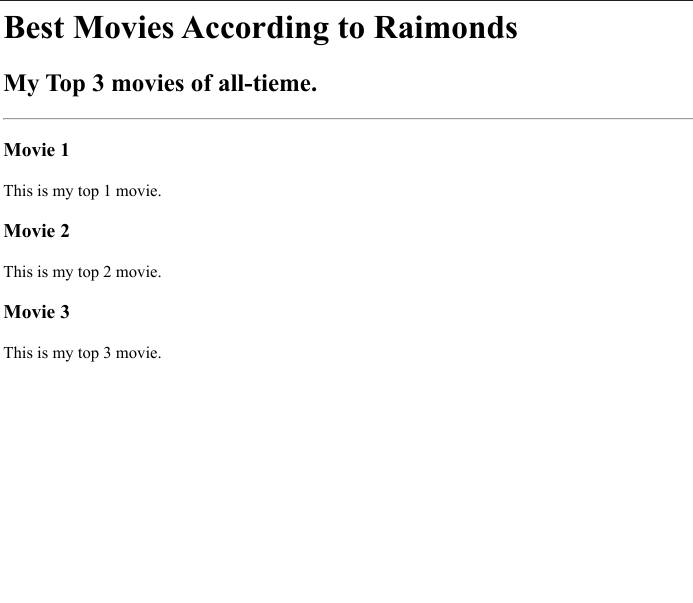 Best Movies According to Raimonds
My Top 3 movies of all-tieme.
Movie 1
This is my top 1 movie.
Movie 2
This is my top 2 movie.
Movie 3
This is my top 3 movie.